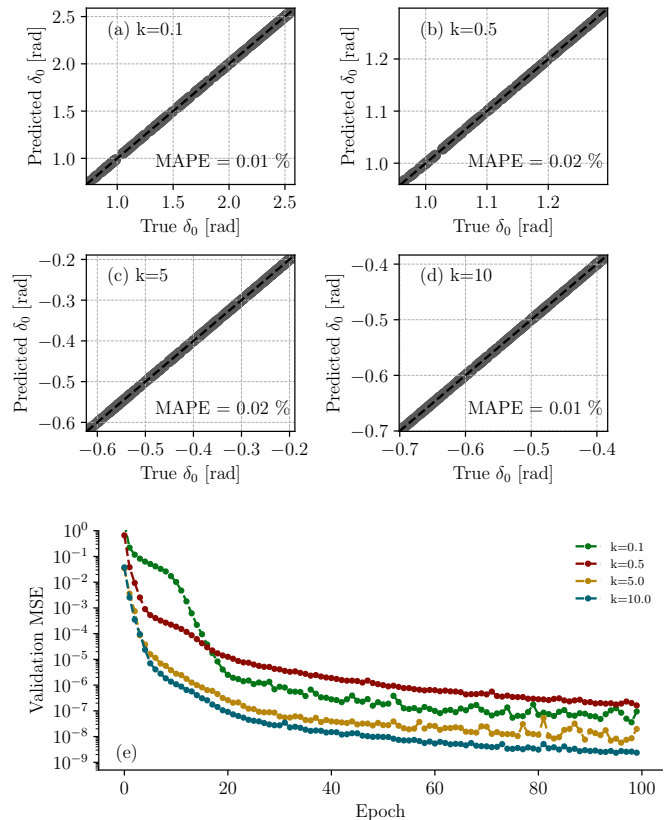 (a) k=0.1
MAPE = 0.01 %
2.5
2.0
1.5
1.0
1.0
1.5
2.0
2.5
Predicted δ0 [rad]
True δ0 [rad]
(b) k=0.5
MAPE = 0.02 %
1.2
1.1
1.0
1.0
1.1
1.2
Predicted δ0 [rad]
True δ0 [rad]
(c) k=5
MAPE = 0.02 %
−0.2
−0.3
−0.4
−0.5
−0.6
−0.6
−0.5
−0.4
−0.3
−0.2
Predicted δ0 [rad]
True δ0 [rad]
(d) k=10
MAPE = 0.01 %
−0.4
−0.5
−0.6
−0.7
−0.7
−0.6
−0.5
−0.4
Predicted δ0 [rad]
True δ0 [rad]
10^0
10^−1
10^−2
10^−3
10^−4
10^−5
10^−6
10^−7
10^−8
10^−9
Validation MSE
k=0.1
k=0.5
k=5.0
k=10.0
(e)
0
20
40
60
80
100
Epoch